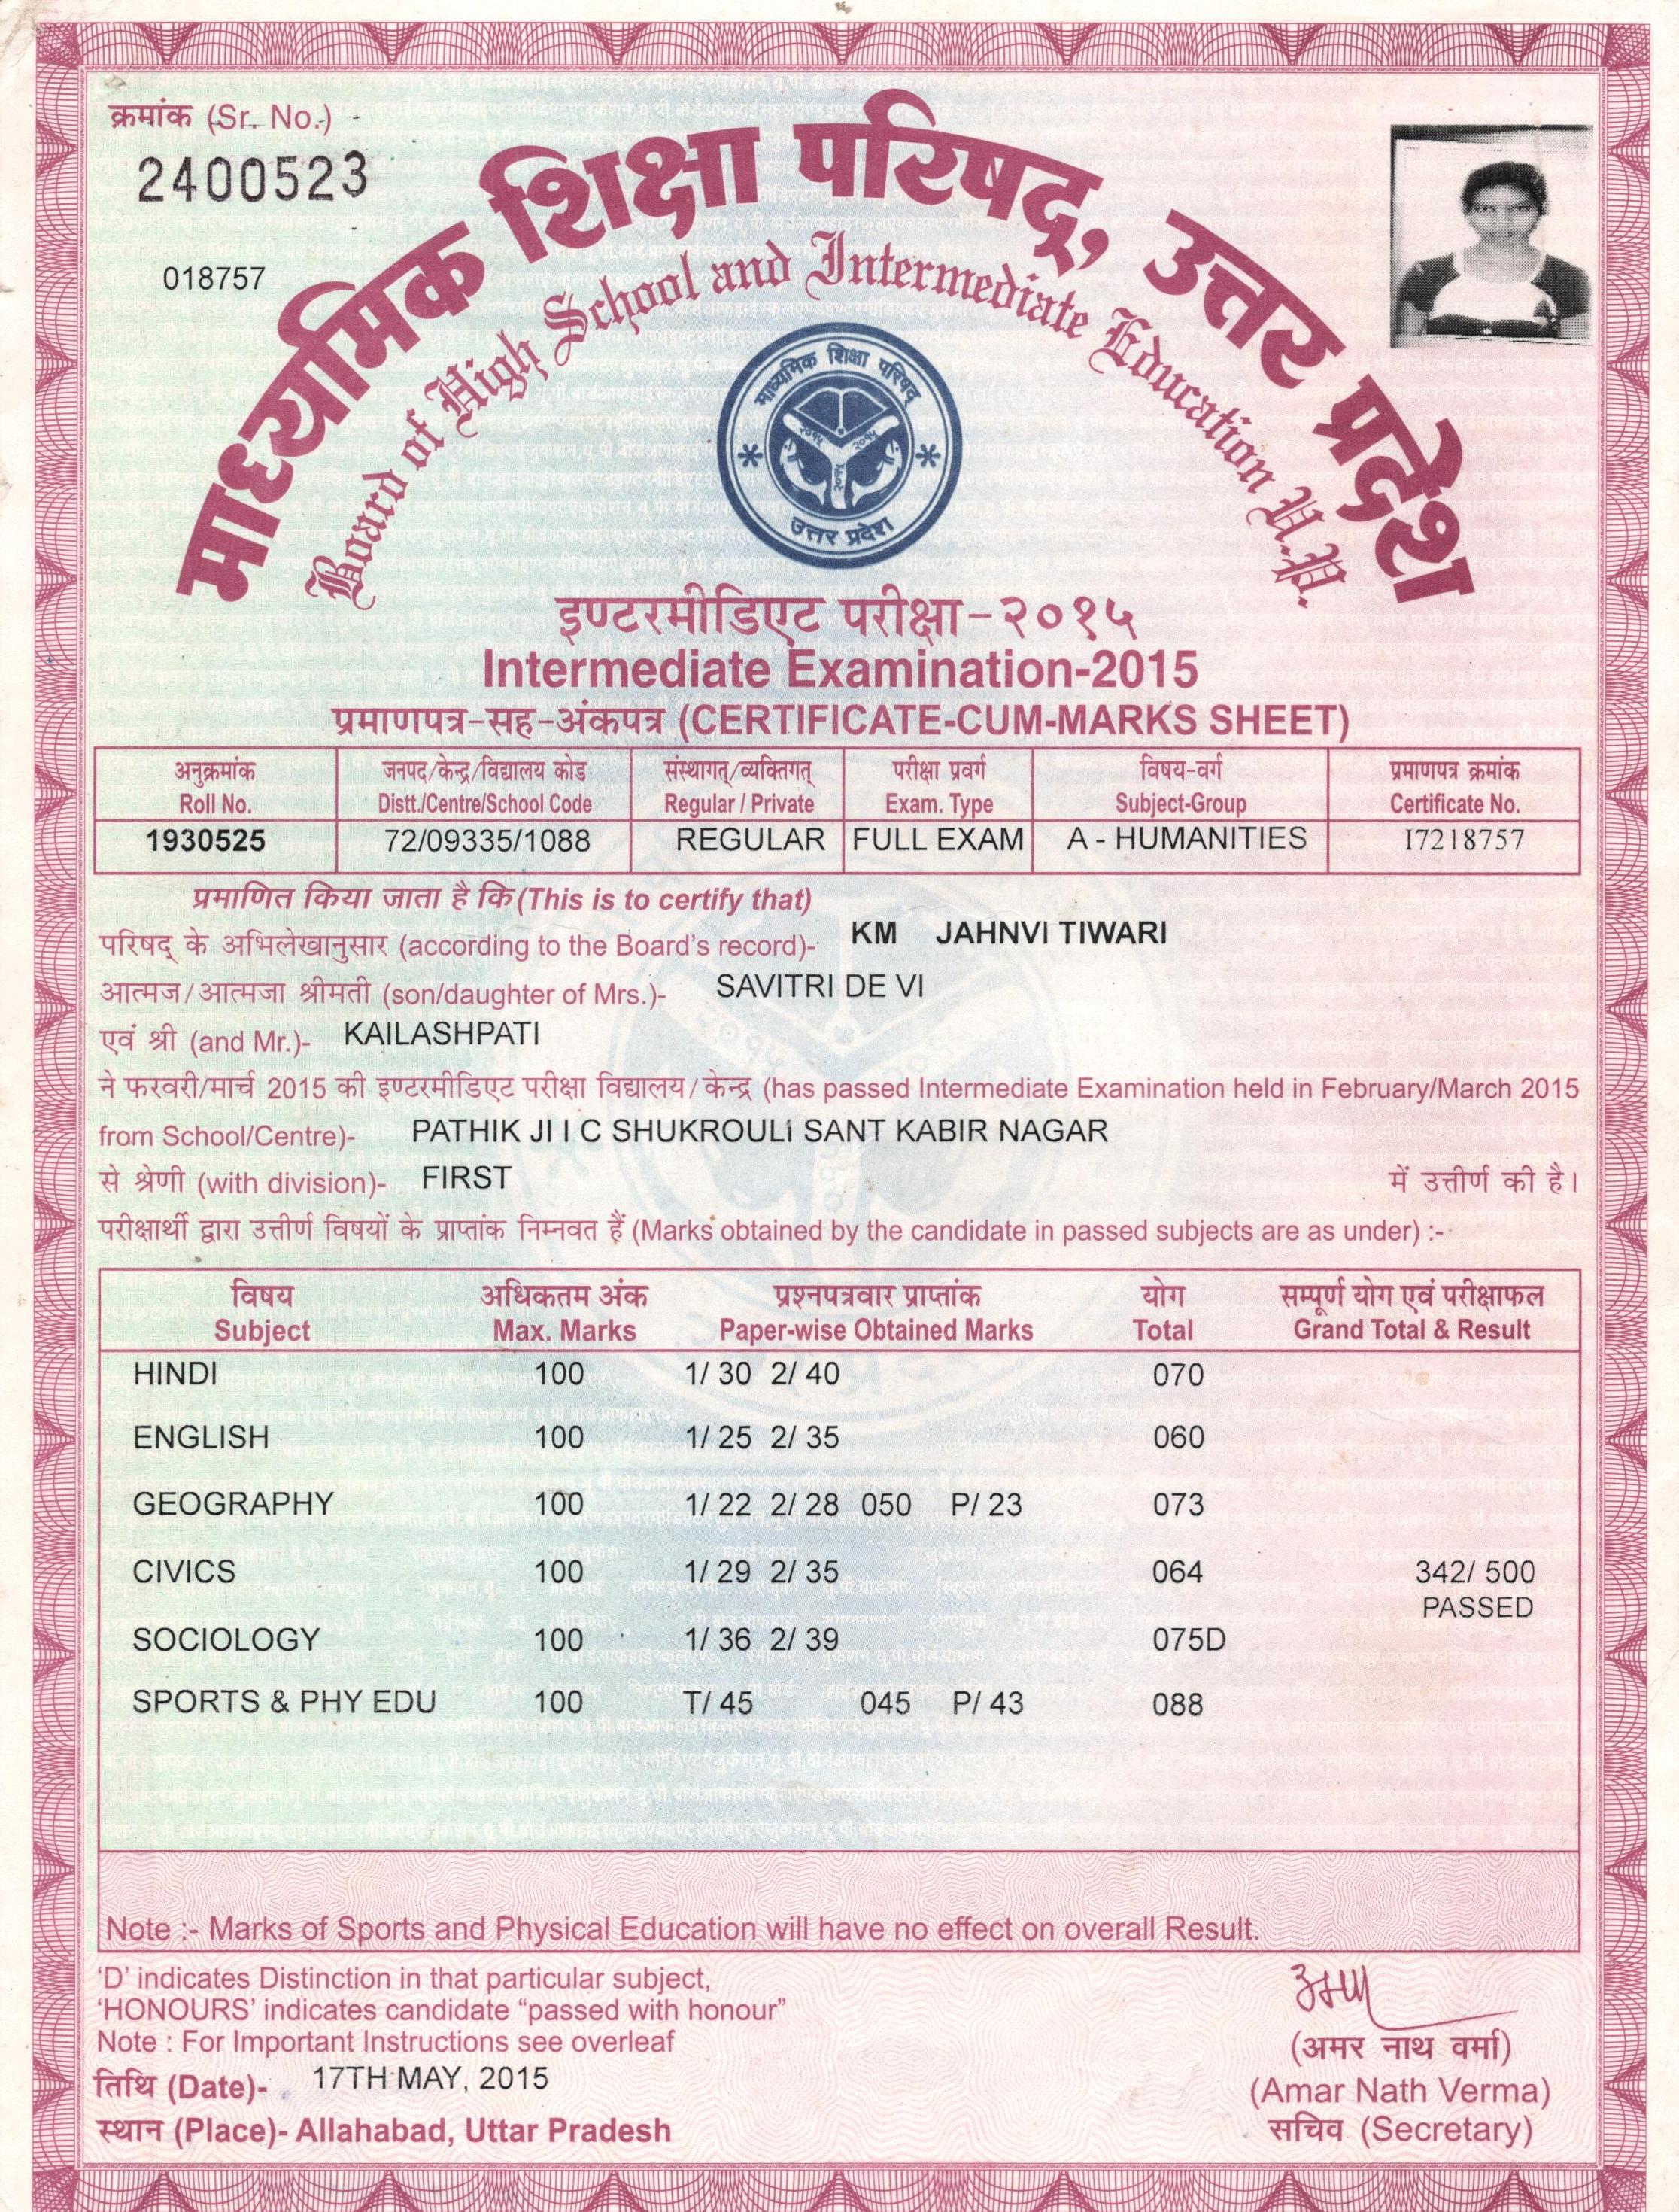 क्रमांक (Sr. No.) -
2400523
018757
माध्यमिक शिक्षा परिषद्, उत्तर प्रदेश
Board of High School and Intermediate Education U.P.
माध्यमिक शिक्षा परिषद्
उत्तर प्रदेश
इण्टरमीडिएट परीक्षा-२०१५
Intermediate Examination-2015
प्रमाणपत्र-सह-अंकपत्र (CERTIFICATE-CUM-MARKS SHEET)
अनुक्रमांक जनपद/केन्द्र/विद्यालय कोड संस्थागत्/व्यक्तिगत् परीक्षा प्रवर्ग विषय-वर्ग प्रमाणपत्र क्रमांक
Roll No. Distt./Centre/School Code Regular / Private Exam. Type Subject-Group Certificate No.
1930525 72/09335/1088 REGULAR FULL EXAM A - HUMANITIES I7218757
प्रमाणित किया जाता है कि (This is to certify that)
परिषद् के अभिलेखानुसार (according to the Board's record)- KM JAHNVI TIWARI
आत्मज/आत्मजा श्रीमती (son/daughter of Mrs.)- SAVITRI DE VI
एवं श्री (and Mr.)- KAILASHPATI
ने फरवरी/मार्च 2015 की इण्टरमीडिएट परीक्षा विद्यालय/केन्द्र (has passed Intermediate Examination held in February/March 2015
from School/Centre)- PATHIK JI I C SHUKROULI SANT KABIR NAGAR
से श्रेणी (with division)- FIRST में उत्तीर्ण की है।
परीक्षार्थी द्वारा उत्तीर्ण विषयों के प्राप्तांक निम्नवत हैं (Marks obtained by the candidate in passed subjects are as under) :-
विषय अधिकतम अंक प्रश्नपत्रवार प्राप्तांक योग सम्पूर्ण योग एवं परीक्षाफल
Subject Max. Marks Paper-wise Obtained Marks Total Grand Total & Result
HINDI 100 1/ 30 2/ 40 070
ENGLISH 100 1/ 25 2/ 35 060
GEOGRAPHY 100 1/ 22 2/ 28 050 P/ 23 073
CIVICS 100 1/ 29 2/ 35 064 342/ 500
PASSED
SOCIOLOGY 100 1/ 36 2/ 39 075D
SPORTS & PHY EDU 100 T/ 45 045 P/ 43 088
Note :- Marks of Sports and Physical Education will have no effect on overall Result.
'D' indicates Distinction in that particular subject,
'HONOURS' indicates candidate "passed with honour"
Note : For Important Instructions see overleaf
तिथि (Date)- 17TH MAY, 2015
स्थान (Place)- Allahabad, Uttar Pradesh
(अमर नाथ वर्मा)
(Amar Nath Verma)
सचिव (Secretary)